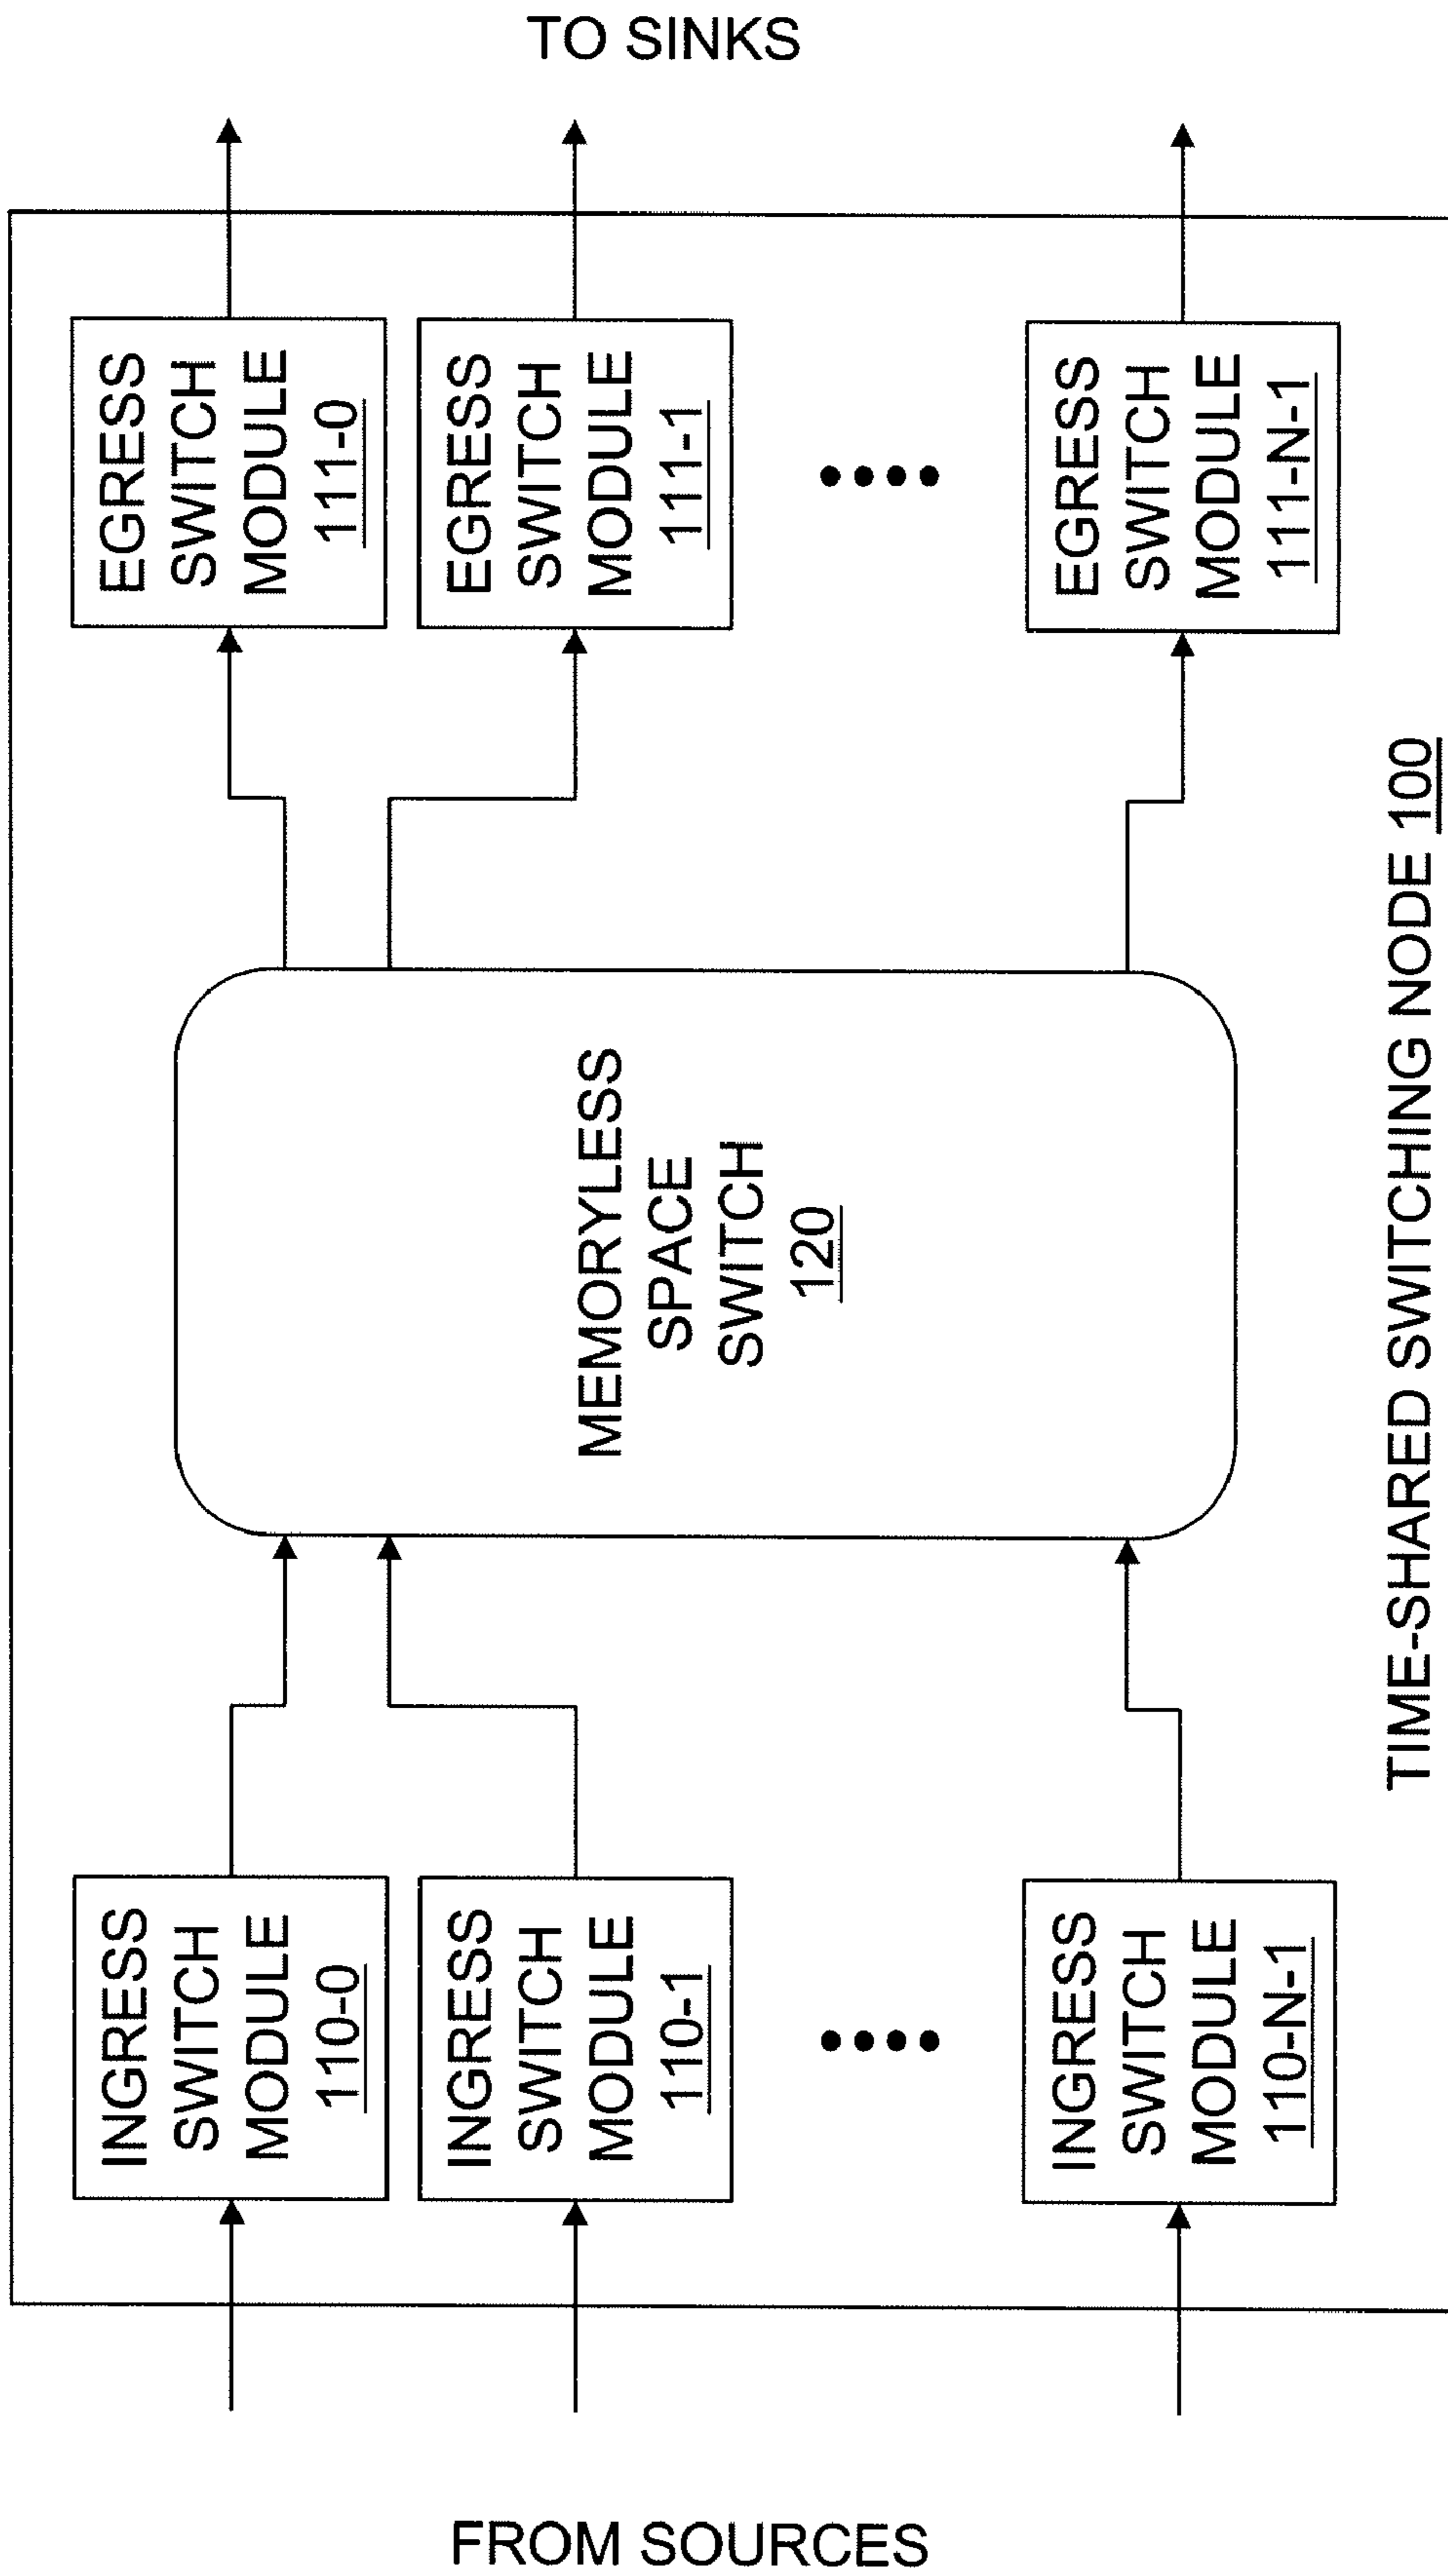 TO SINKS
EGRESS
SWITCH
MODULE
111-0
EGRESS
SWITCH
MODULE
111-1
EGRESS
SWITCH
MODULE
111-N-1
MEMORYLESS
SPACE
SWITCH
120
INGRESS
SWITCH
MODULE
110-0
INGRESS
SWITCH
MODULE
110-1
INGRESS
SWITCH
MODULE
110-N-1
TIME-SHARED SWITCHING NODE 100
FROM SOURCES